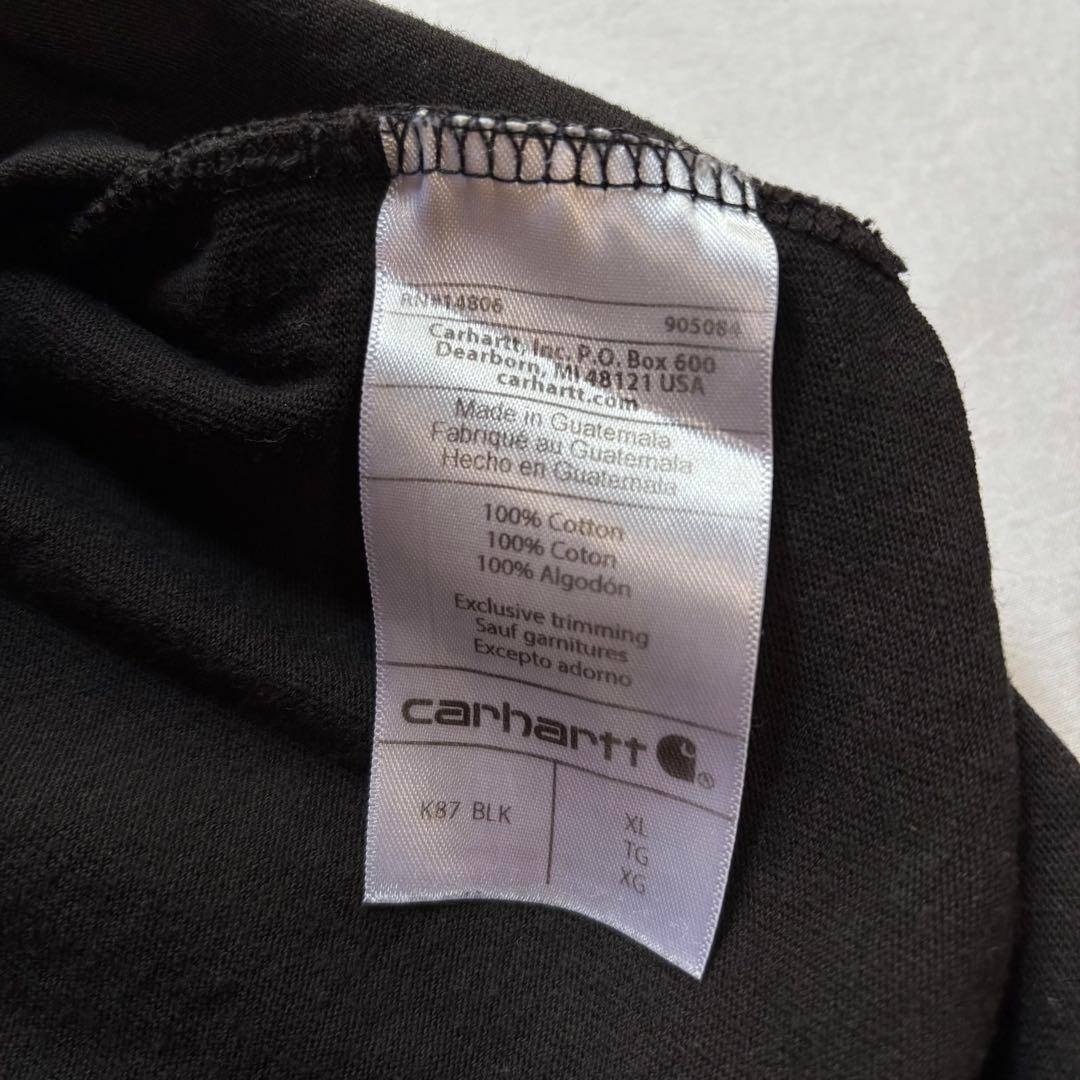 RN#14806
905084
Carhartt, Inc. P.O. Box 600
Dearborn, MI 48121 USA
carhartt.com
Made in Guatemala
Fabriqué au Guatemala
Hecho en Guatemala
100% Cotton
100% Coton
100% Algodón
Exclusive trimming
Sauf garnitures
Excepto adorno
carhartt ®
K87 BLK
XL
TG
XG